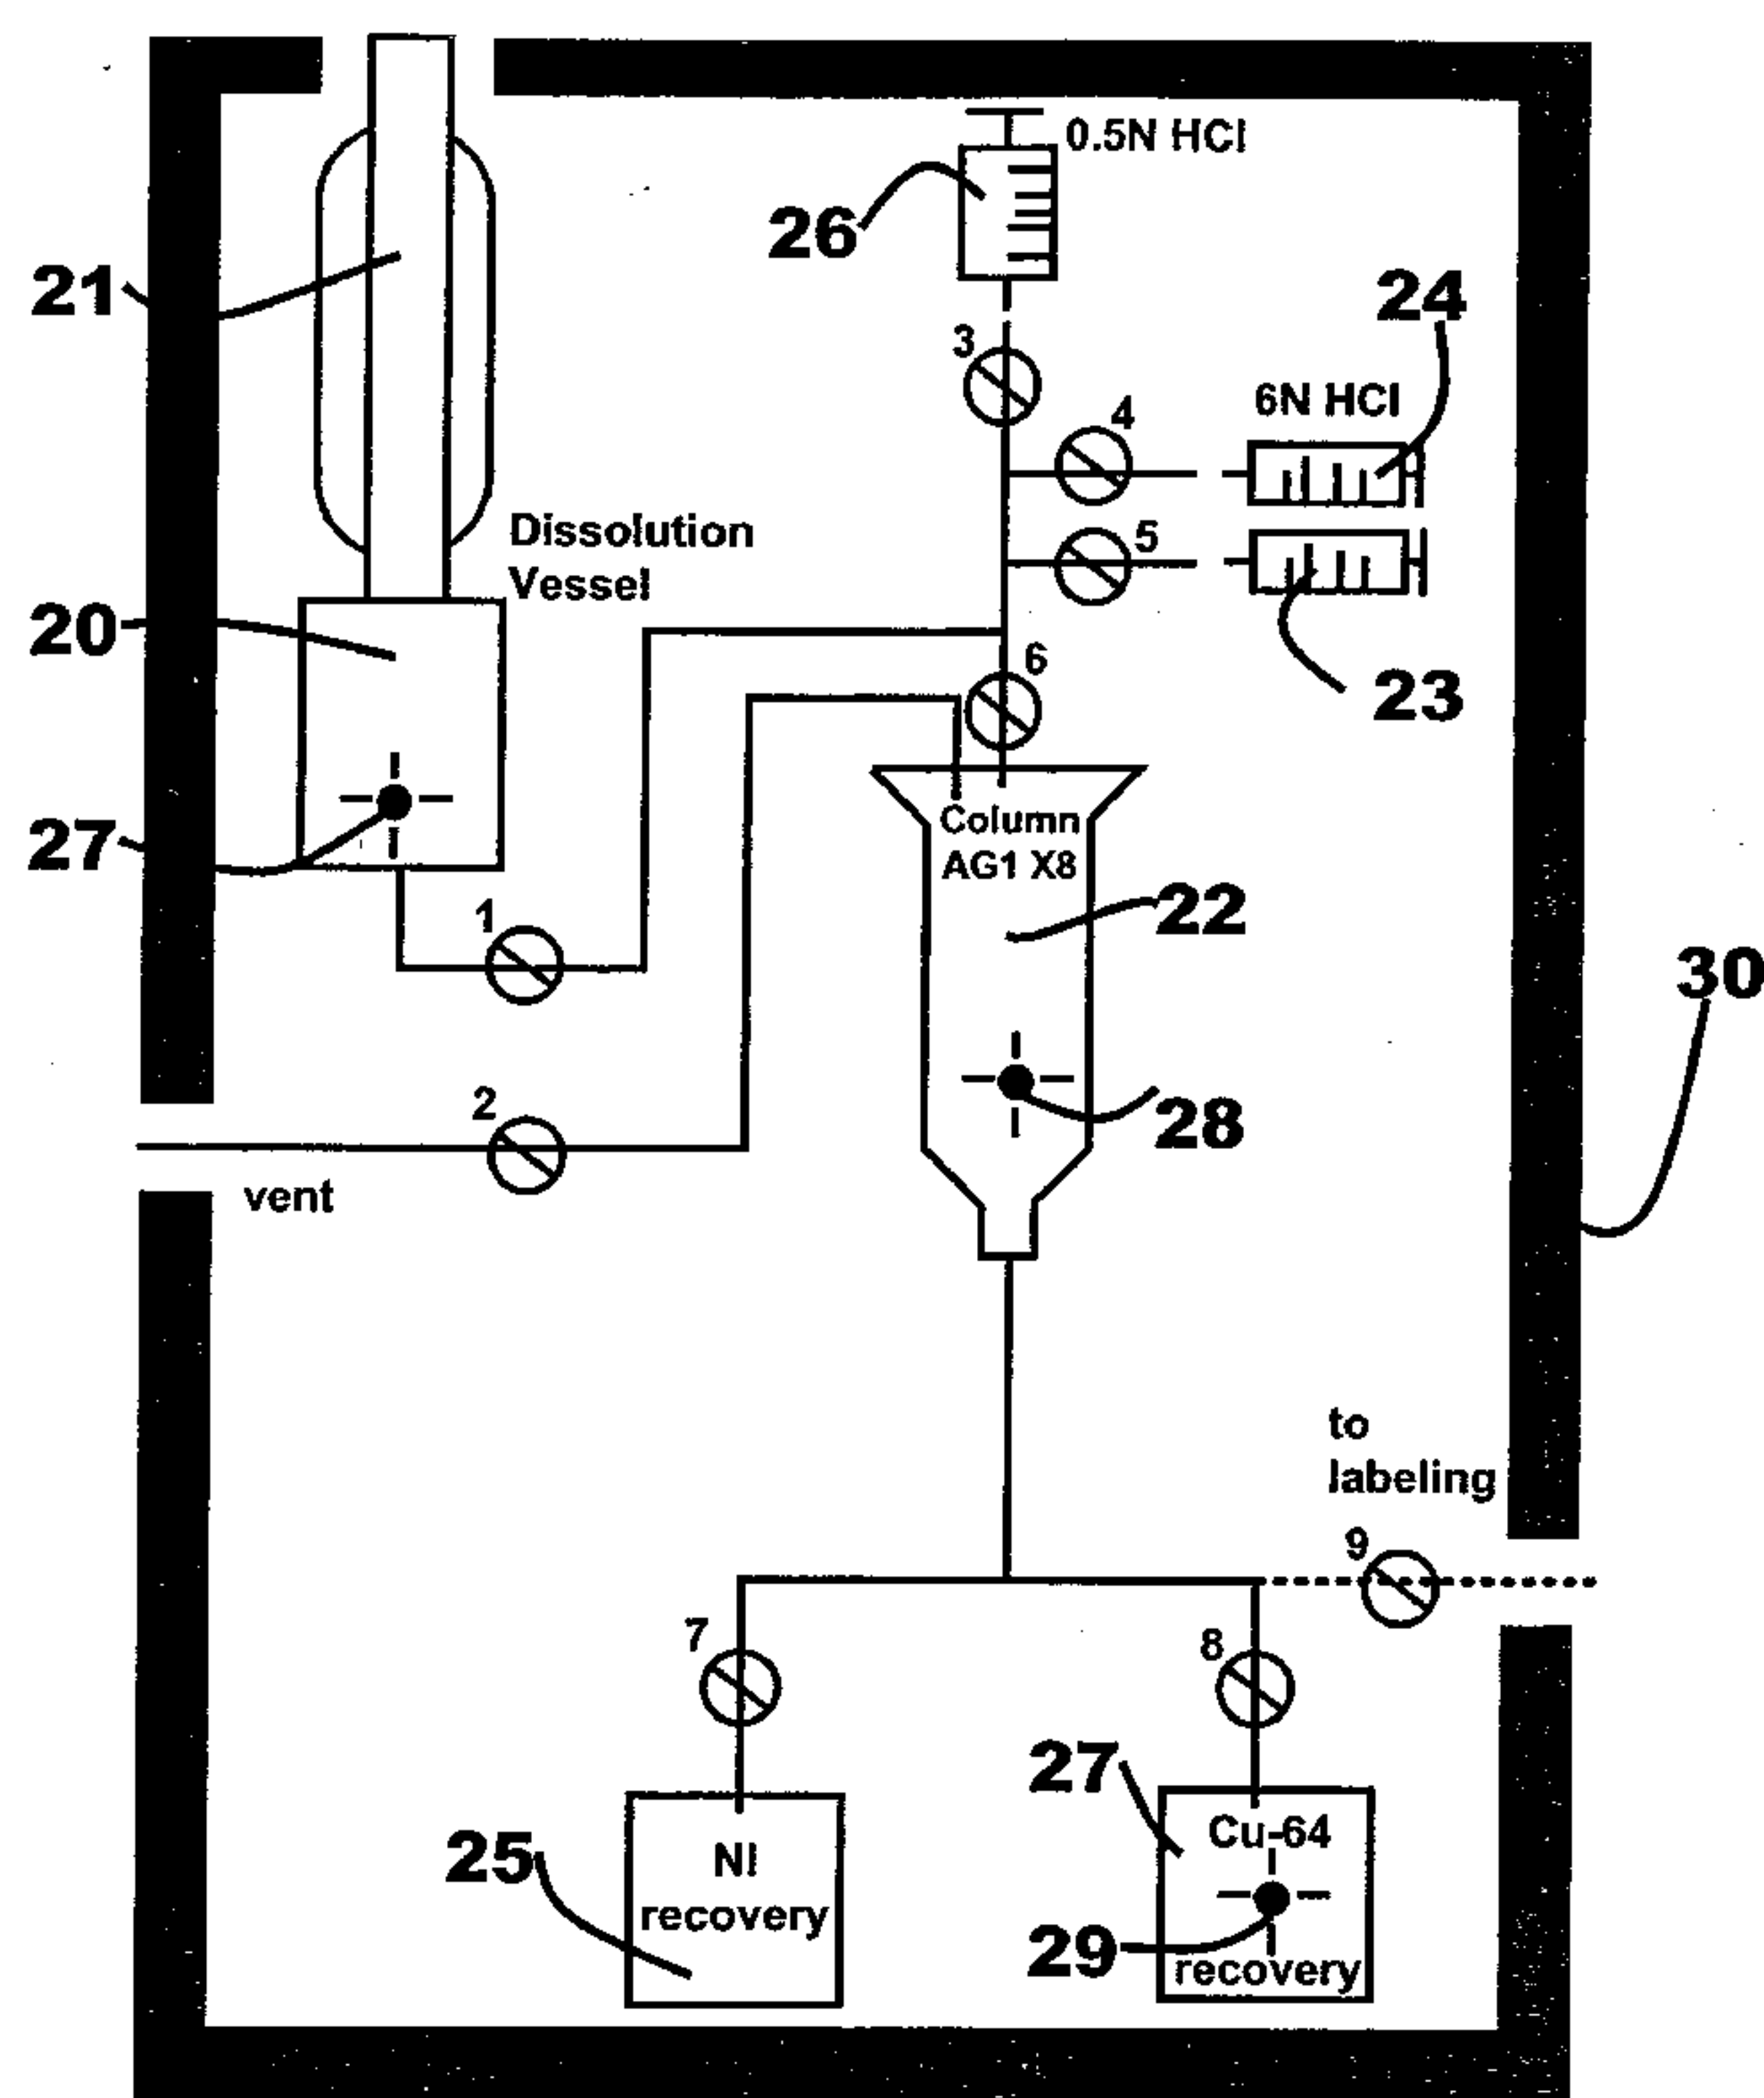 0.5N HCl
26
21
24
3
6N HCl
4
Dissolution
Vessel
5
20
6
23
27
Column
AG1 X8
1
22
30
2
28
vent
to
labeling
9
7
8
27
Cu-64
25
NI
recovery
29
recovery